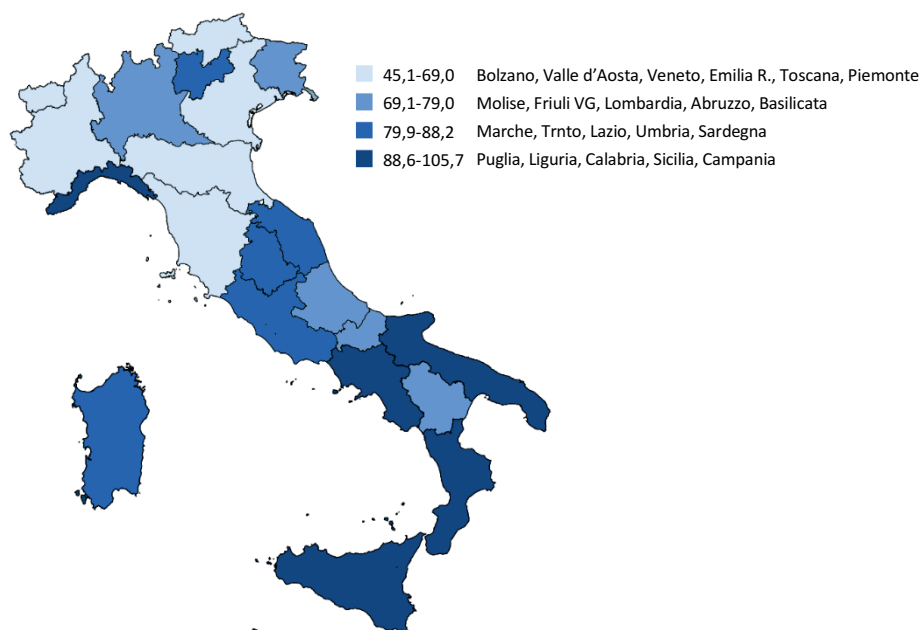 45,1-69,0 Bolzano, Valle d’Aosta, Veneto, Emilia R., Toscana, Piemonte
69,1-79,0 Molise, Friuli VG, Lombardia, Abruzzo, Basilicata
79,9-88,2 Marche, Trnto, Lazio, Umbria, Sardegna
88,6-105,7 Puglia, Liguria, Calabria, Sicilia, Campania